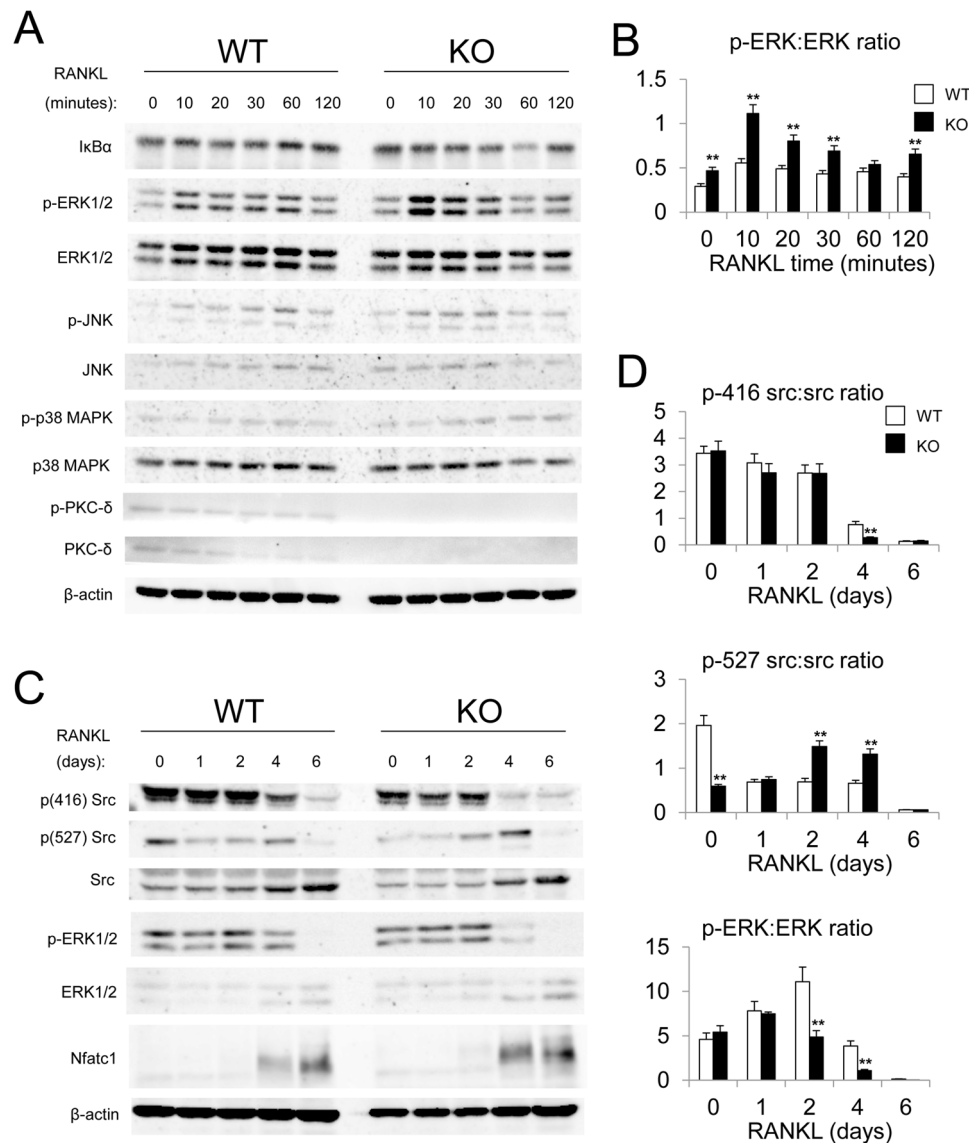 A
WT
KO
RANKL
(minutes):
0 10 20 30 60 120
0 10 20 30 60 120
IκBα
p-ERK1/2
ERK1/2
p-JNK
JNK
p-p38 MAPK
p38 MAPK
p-PKC-δ
PKC-δ
β-actin
B
p-ERK:ERK ratio
WT
KO
1.5
1
0.5
0
** ** ** ** **
0 10 20 30 60 120
RANKL time (minutes)
C
WT
KO
RANKL
(days):
0 1 2 4 6
0 1 2 4 6
p(416) Src
p(527) Src
Src
p-ERK1/2
ERK1/2
Nfatc1
β-actin
D
p-416 src:src ratio
WT
KO
5
4
3
2
1
0
**
0 1 2 4 6
RANKL (days)
p-527 src:src ratio
3
2
1
0
** ** **
0 1 2 4 6
RANKL (days)
p-ERK:ERK ratio
15
10
5
0
** **
0 1 2 4 6
RANKL (days)